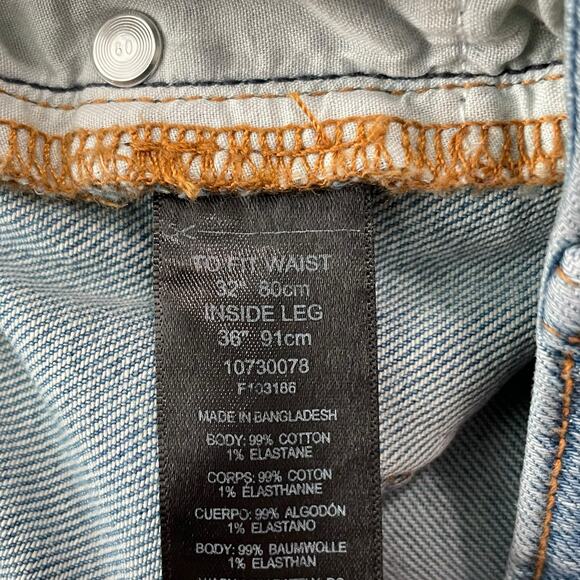 60
TO FIT WAIST
32" 80cm
INSIDE LEG
36" 91cm
10730078
F103186
MADE IN BANGLADESH
BODY: 99% COTTON
1% ELASTANE
CORPS: 99% COTON
1% ELASTHANNE
CUERPO: 99% ALGODÓN
1% ELASTANO
BODY: 99% BAUMWOLLE
1% ELASTHAN